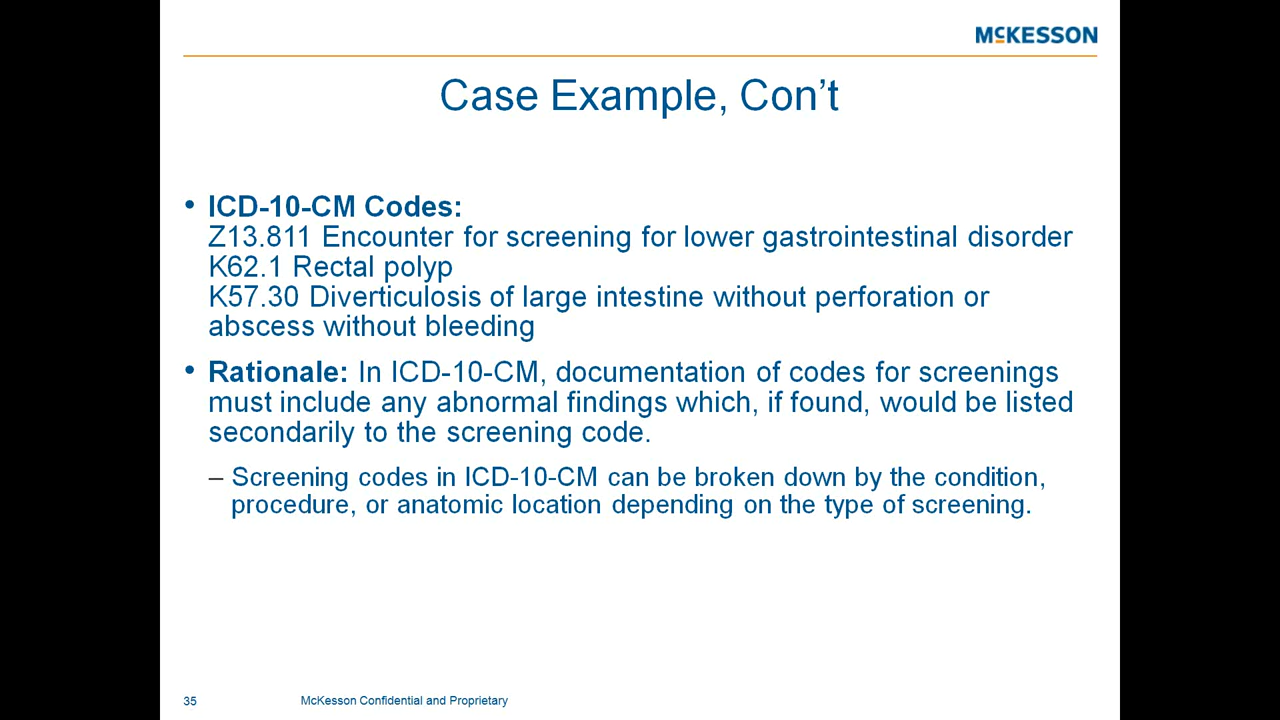 McKESSON
Case Example, Con’t
• ICD-10-CM Codes:
Z13.811 Encounter for screening for lower gastrointestinal disorder
K62.1 Rectal polyp
K57.30 Diverticulosis of large intestine without perforation or
abscess without bleeding
• Rationale: In ICD-10-CM, documentation of codes for screenings
must include any abnormal findings which, if found, would be listed
secondarily to the screening code.
– Screening codes in ICD-10-CM can be broken down by the condition,
procedure, or anatomic location depending on the type of screening.
35 McKesson Confidential and Proprietary